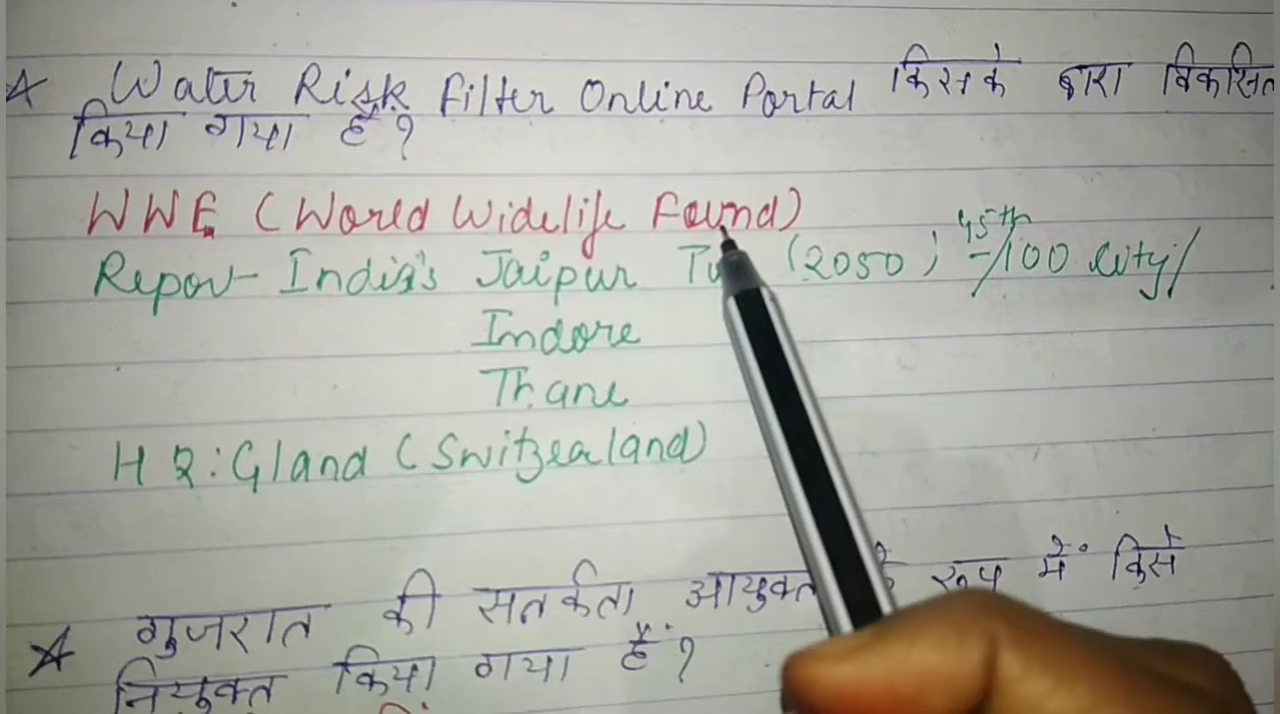 Water Risk Filter Online Portal किसके द्वारा विकसित
किया गया है?
WWF (World Widelife Found)
Report India's Jaipur (2050) 45th -/100 City/
Indore
Thane
HQ: Gland (Switzealand)
गुजरात की सतर्कता आयुक्त के रूप में किसे
नियुक्त किया गया है?